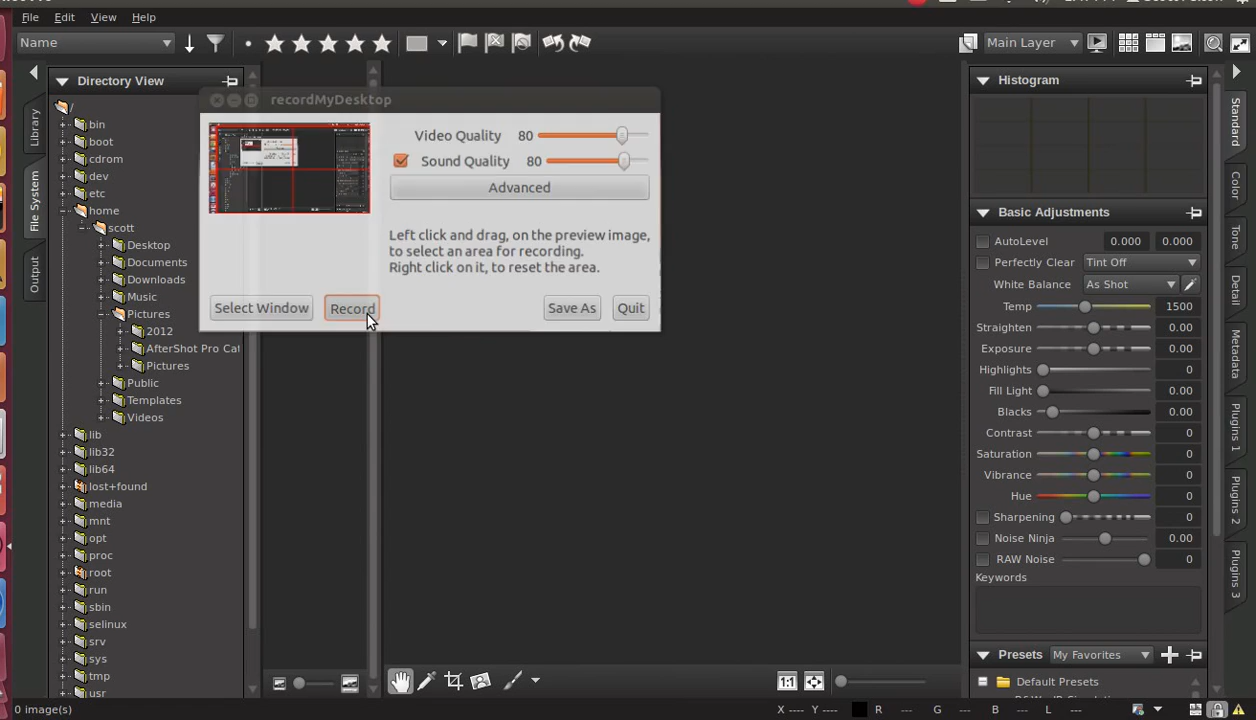 File Edit View Help
Name
Main Layer
Directory View
/
bin
boot
cdrom
dev
etc
home
scott
Desktop
Documents
Downloads
Music
Pictures
2012
AfterShot Pro Cat
Pictures
Public
Templates
Videos
lib
lib32
lib64
lost+found
media
mnt
opt
proc
root
run
sbin
selinux
srv
sys
tmp
usr
Library
File System
Output
recordMyDesktop
Video Quality 80
Sound Quality 80
Advanced
Left click and drag, on the preview image,
to select an area for recording.
Right click on it, to reset the area.
Select Window Record Save As Quit
Histogram
Basic Adjustments
AutoLevel 0.000 0.000
Perfectly Clear Tint Off
White Balance As Shot
Temp 1500
Straighten 0.00
Exposure 0.00
Highlights 0
Fill Light 0.00
Blacks 0.00
Contrast 0
Saturation 0
Vibrance 0
Hue 0
Sharpening 0
Noise Ninja 0.00
RAW Noise 0
Keywords
Presets My Favorites
Default Presets
Standard
Color
Tone
Detail
Metadata
Plugins 1
Plugins 2
Plugins 3
1:1
0 image(s)
X ---- Y ---- R --- G --- B --- L ---